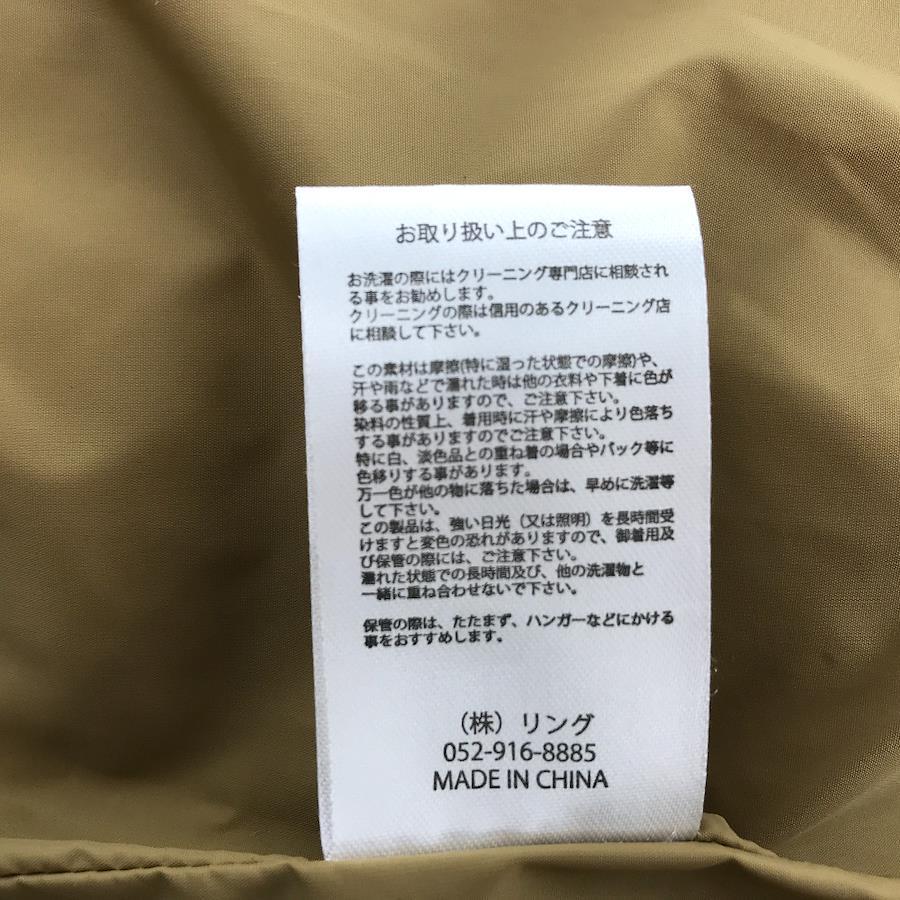 お取り扱い上のご注意
お洗濯の際にはクリーニング専門店に相談され
る事をお勧めします。
クリーニングの際は信用のあるクリーニング店
に相談して下さい。
この素材は摩擦(特に湿った状態での摩擦)や、
汗や雨などで濡れた時は他の衣料や下着に色が
移る事がありますので、ご注意下さい。
染料の性質上、着用時に汗や摩擦により色落ち
する事がありますのでご注意下さい。
特に白、淡色品との重ね着の場合やバック等に
色移りする事があります。
万一色が他の物に落ちた場合は、早めに洗濯等
して下さい。
この製品は、強い日光（又は照明）を長時間受
けますと変色の恐れがありますので、御着用及
び保管の際には、ご注意下さい。
濡れた状態での長時間及び、他の洗濯物と
一緒に重ね合わせないで下さい。
保管の際は、たたまず、ハンガーなどにかける
事をおすすめします。
（株）リング
052-916-8885
MADE IN CHINA